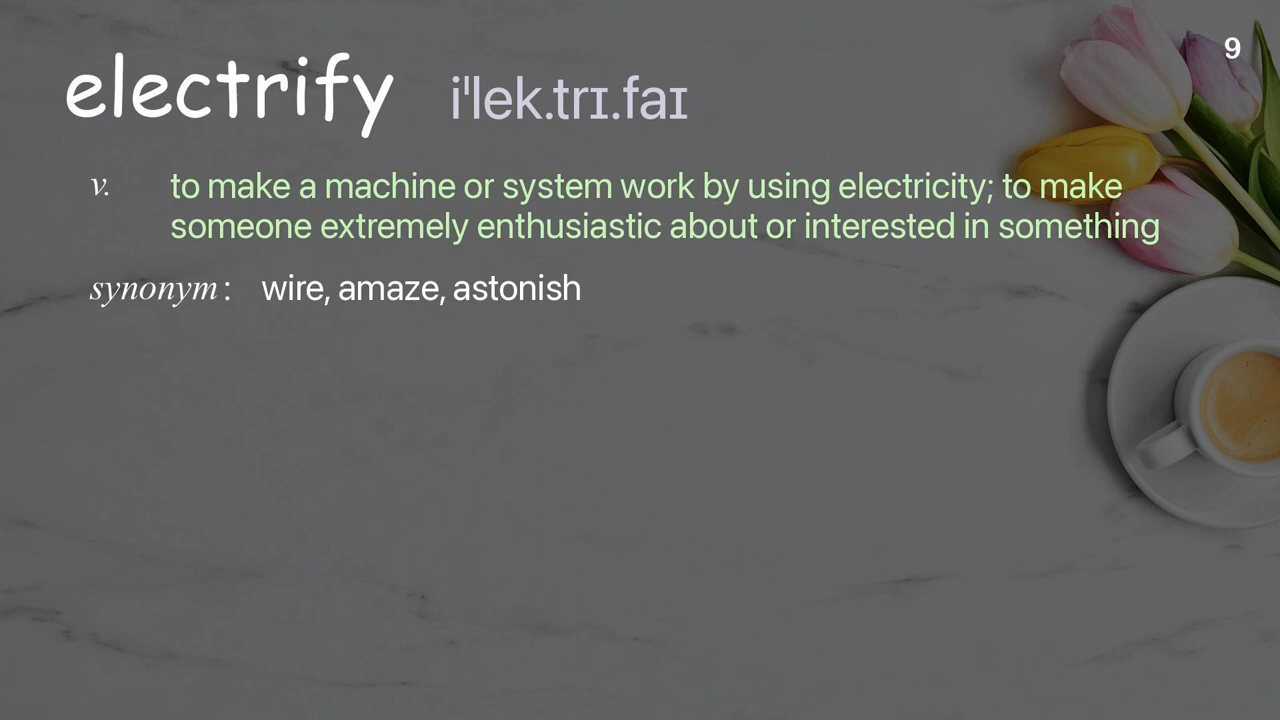 9
electrify iˈlek.trɪ.faɪ
v. to make a machine or system work by using electricity; to make
someone extremely enthusiastic about or interested in something
synonym: wire, amaze, astonish